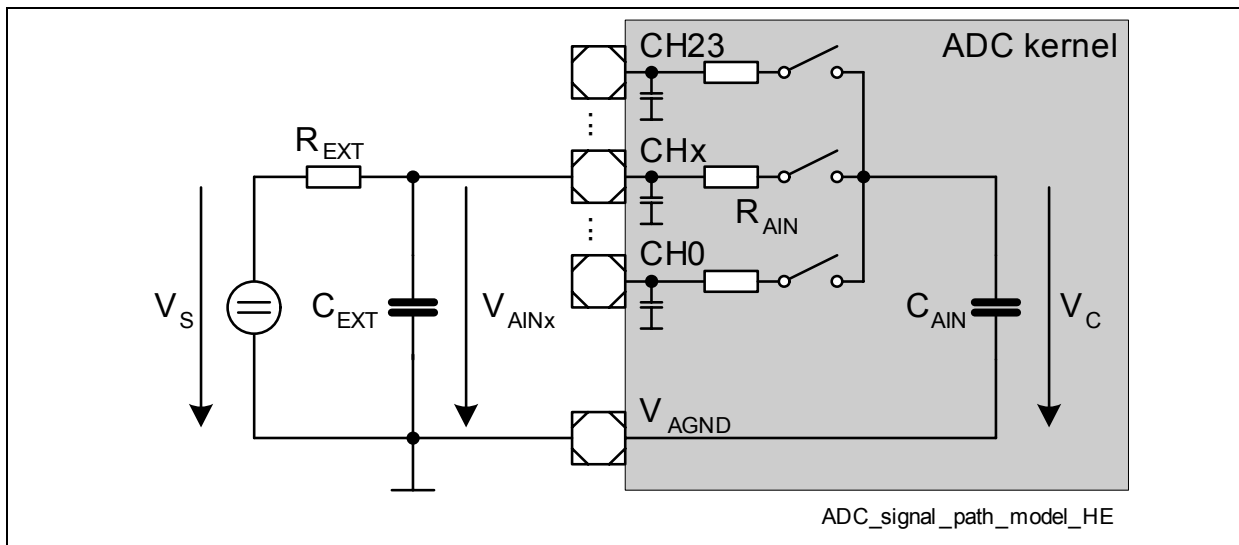 CH23
ADC kernel
R EXT
CHx
R AIN
CH0
V S
C EXT
V AINx
C AIN
V C
V AGND
ADC_signal_path_model_HE